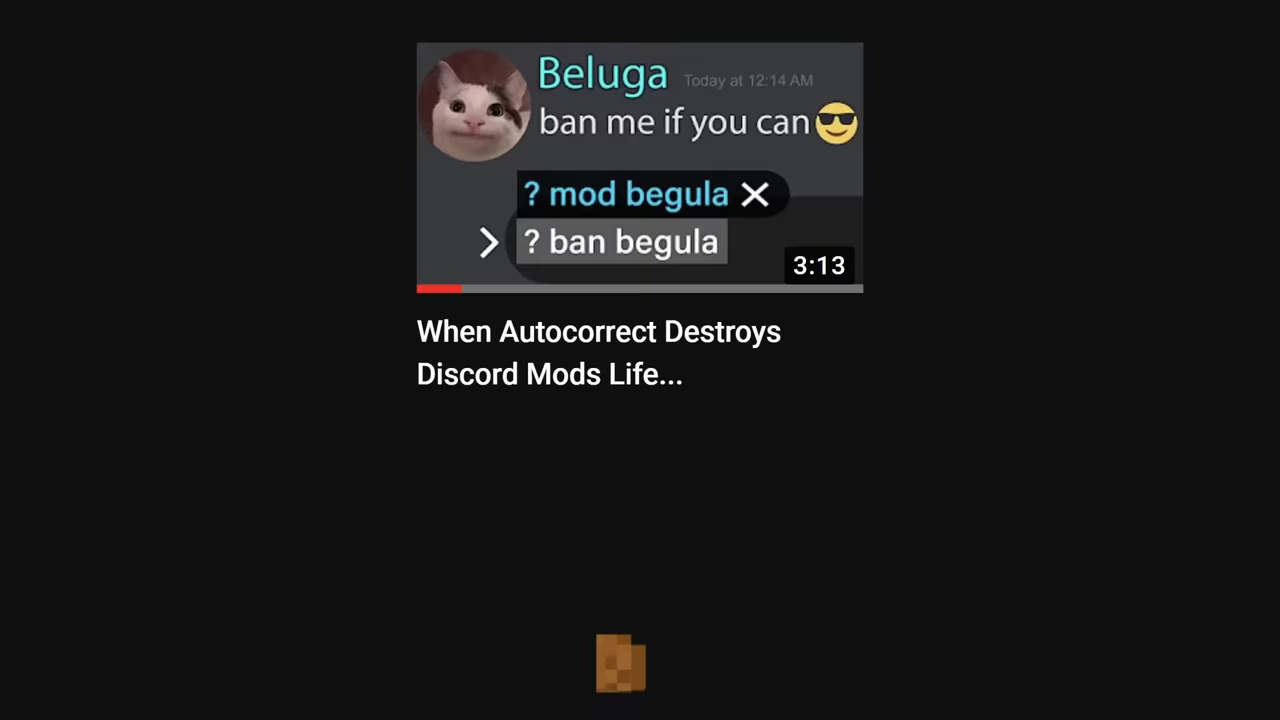 Beluga Today at 12:14 AM
ban me if you can
? mod begula
? ban begula
3:13
When Autocorrect Destroys
Discord Mods Life...